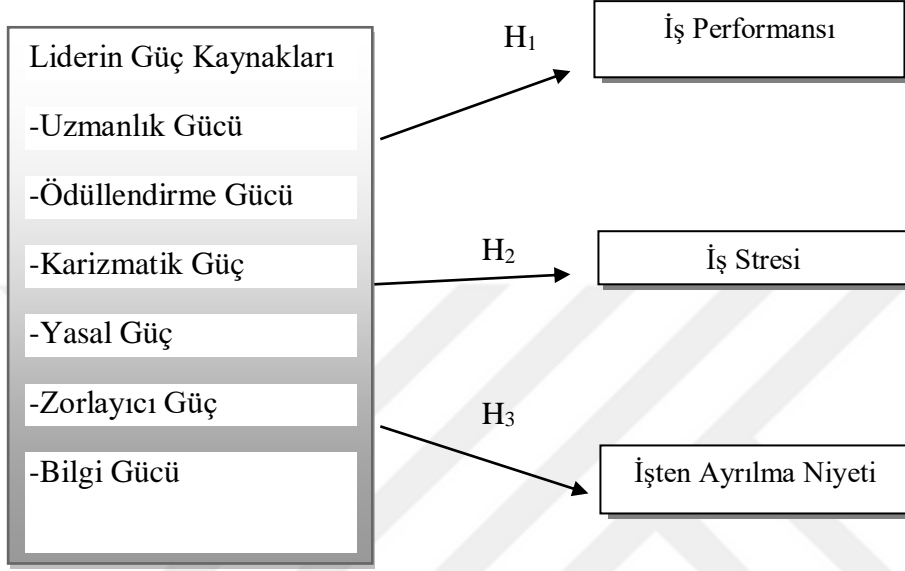 Liderin Güç Kaynakları
-Uzmanlık Gücü
-Ödüllendirme Gücü
-Karizmatik Güç
-Yasal Güç
-Zorlayıcı Güç
-Bilgi Gücü
H1
İş Performansı
H2
İş Stresi
H3
İşten Ayrılma Niyeti